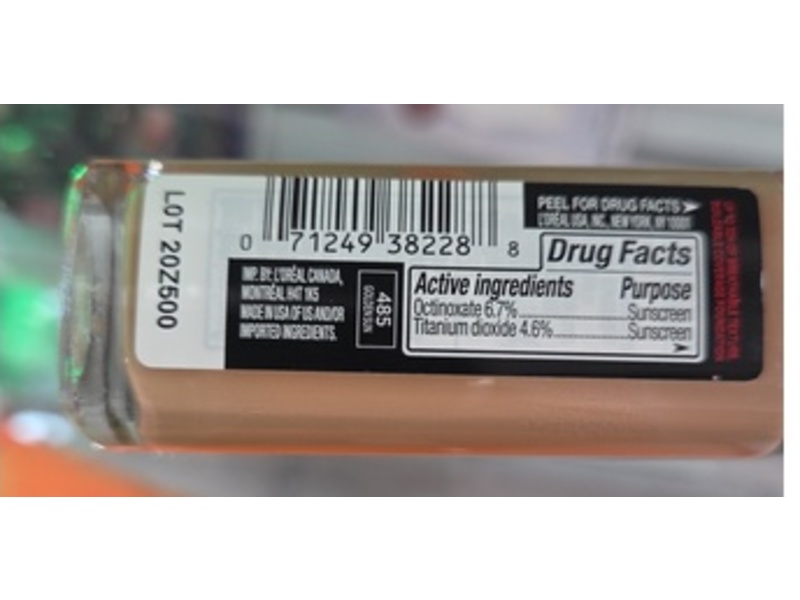 LOT 20Z500
0 71249 38228 8
PEEL FOR DRUG FACTS
L'ORÉAL USA, INC., NEW YORK, NY 10001
Drug Facts
Active ingredients Purpose
Octinoxate 6.7% Sunscreen
Titanium dioxide 4.6% Sunscreen
IMP. BY: L'ORÉAL CANADA,
MONTRÉAL H4T 1K5
MADE IN USA OF US AND/OR
IMPORTED INGREDIENTS.
485
GOLDEN SUN